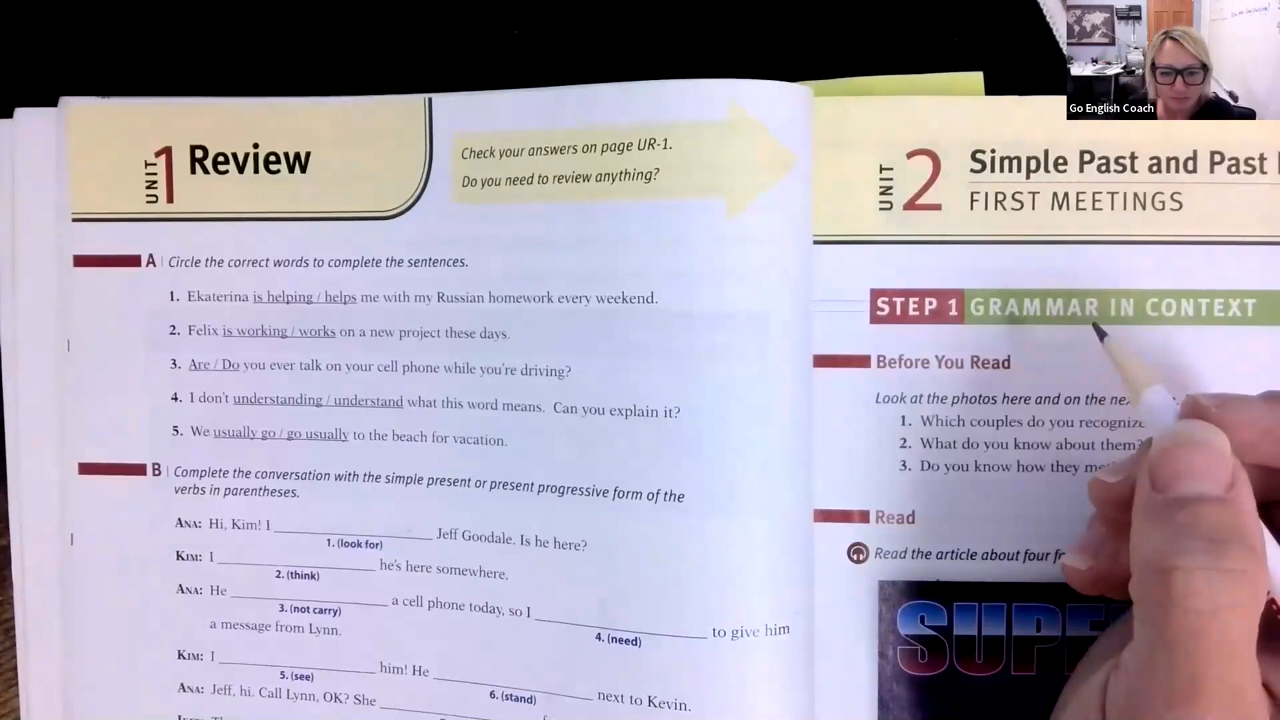 Go English Coach
UNIT 1 Review
Check your answers on page UR-1.
Do you need to review anything?
A Circle the correct words to complete the sentences.
1. Ekaterina is helping / helps me with my Russian homework every weekend.
2. Felix is working / works on a new project these days.
3. Are / Do you ever talk on your cell phone while you're driving?
4. I don't understanding / understand what this word means. Can you explain it?
5. We usually go / go usually to the beach for vacation.
B Complete the conversation with the simple present or present progressive form of the
verbs in parentheses.
ANA: Hi, Kim! I ____ Jeff Goodale. Is he here?
1. (look for)
KIM: I ____ he's here somewhere.
2. (think)
ANA: He ____ a cell phone today, so I ____ to give him
3. (not carry) 4. (need)
a message from Lynn.
KIM: I ____ him! He ____ next to Kevin.
5. (see) 6. (stand)
ANA: Jeff, hi. Call Lynn, OK? She ____
UNIT 2 Simple Past and Past
FIRST MEETINGS
STEP 1 GRAMMAR IN CONTEXT
Before You Read
Look at the photos here and on the
1. Which couples do you
2. What do you know about them?
3. Do you know how they
Read
Read the article about four